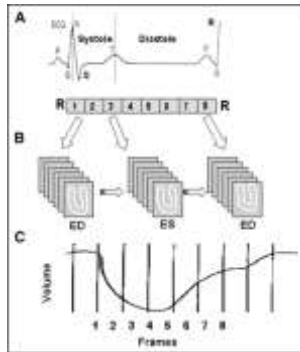 A
ECG
R
R
Systole
Diastole
P
T
P
Q
S
Q
R 1 2 3 4 5 6 7 8 R
B
ED
ES
ED
C
Volume
1 2 3 4 5 6 7 8
Frames